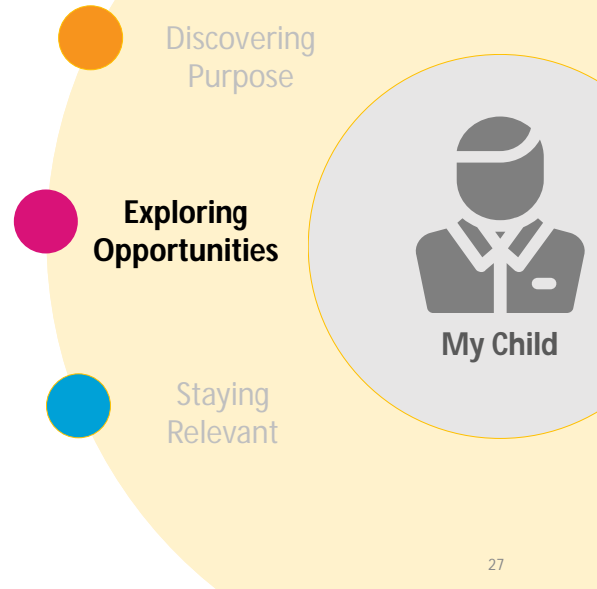 Discovering
Purpose
Exploring
Opportunities
My Child
Staying
Relevant
27